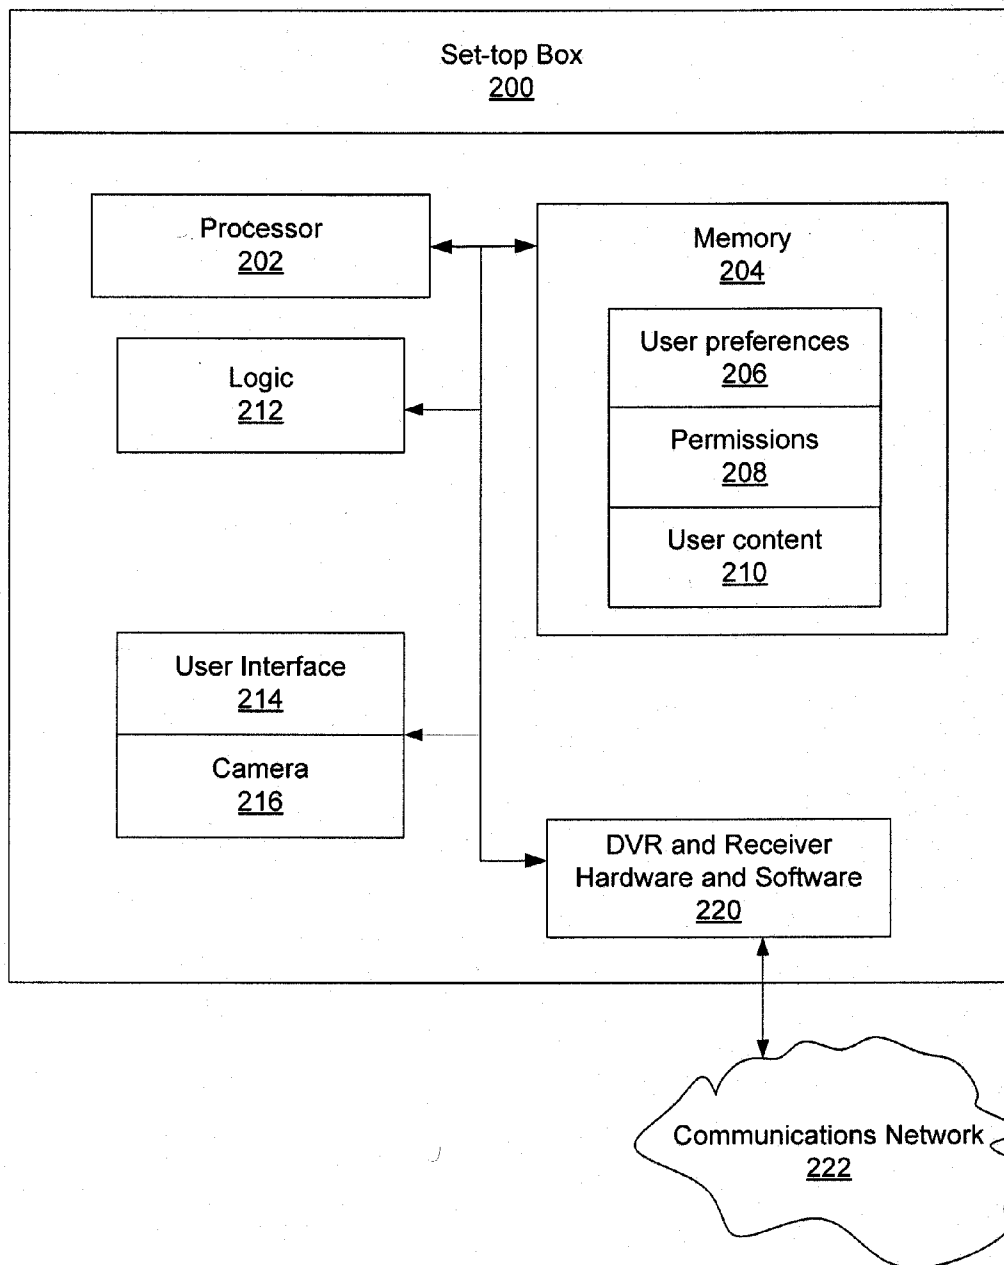 Set-top Box
200
Processor
202
Memory
204
User preferences
206
Logic
212
Permissions
208
User content
210
User Interface
214
Camera
216
DVR and Receiver
Hardware and Software
220
Communications Network
222